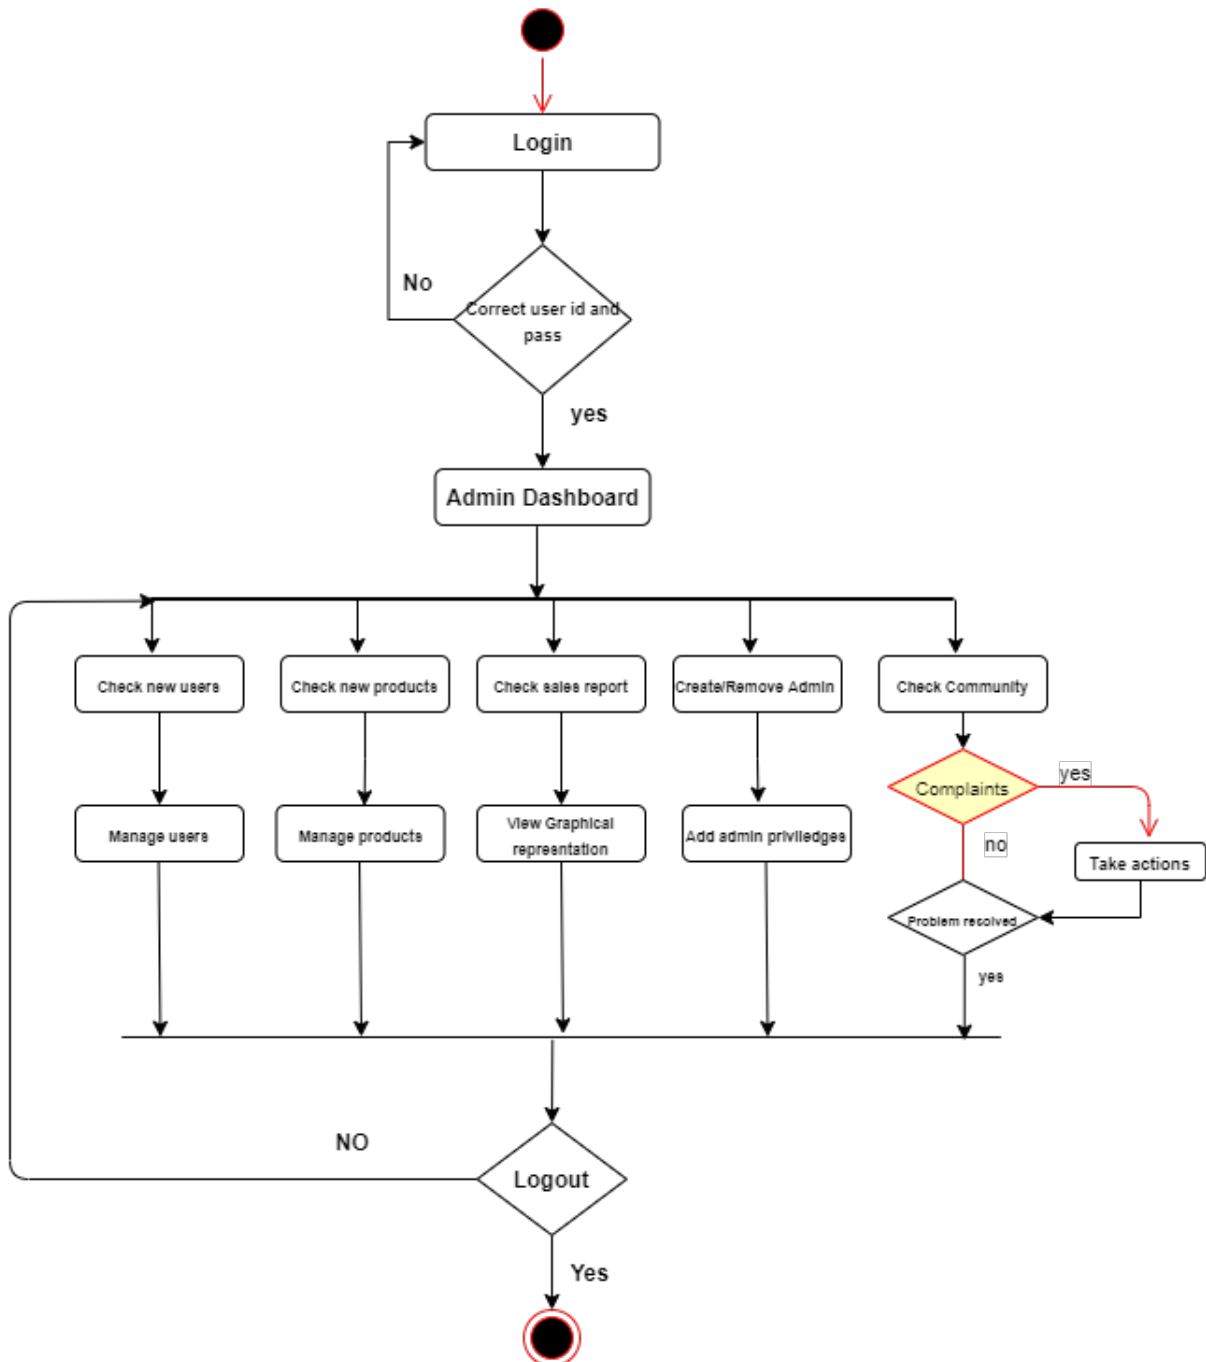 Login
No
Correct user id and
pass
yes
Admin Dashboard
Check new users
Check new products
Check sales report
Create/Remove Admin
Check Community
Complaints
yes
Manage users
Manage products
View Graphical
represntation
Add admin priviledges
no
Take actions
Problem resolved
yes
NO
Logout
Yes